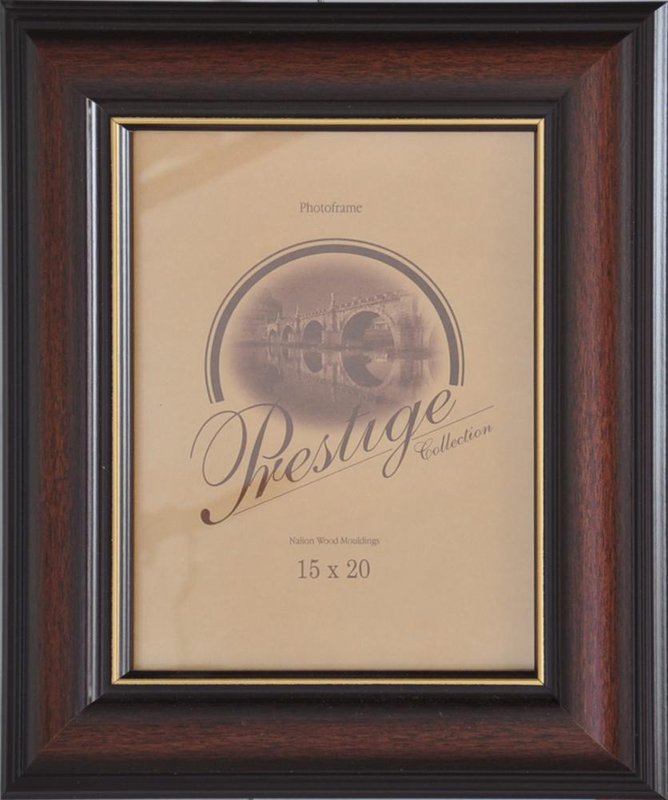 Photoframe
Prestige
Collection
Nalion Wood Mouldings
15 x 20